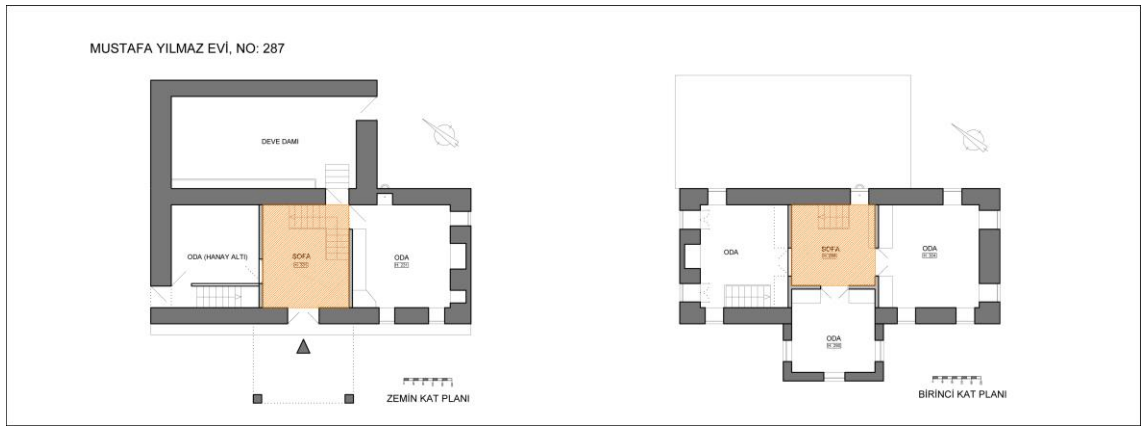 MUSTAFA YILMAZ EVİ, NO: 287
DEVE DAMI
ODA (HANAY ALTI)
SOFA
ODA
ZEMİN KAT PLANI
ODA
SOFA
ODA
ODA
BİRİNCİ KAT PLANI